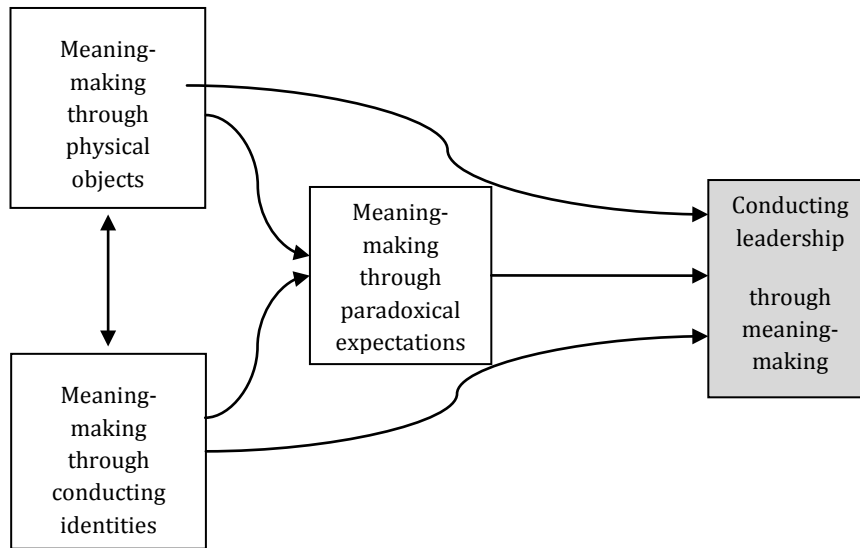 Meaning-
making
through
physical
objects
Meaning-
making
through
paradoxical
expectations
Conducting
leadership
through
meaning-
making
Meaning-
making
through
conducting
identities